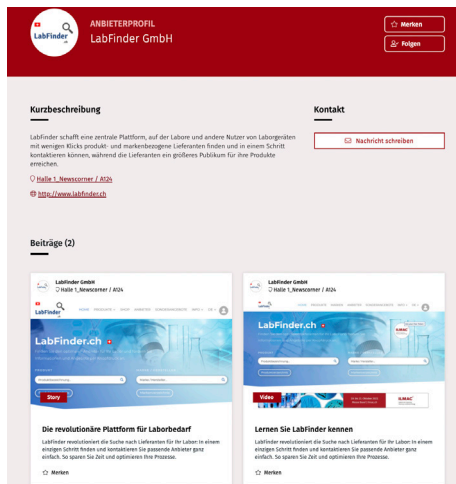 LabFinder
.ch
ANBIETERPROFIL
LabFinder GmbH
Merken
Folgen
Kurzbeschreibung
LabFinder schafft eine zentrale Plattform, auf der Labore und andere Nutzer von Laborgeräten
mit wenigen Klicks produkt- und markenbezogene Lieferanten finden und in einem Schritt
kontaktieren können, während die Lieferanten ein größeres Publikum für ihre Produkte
erreichen.
Halle 1_Newscorner / A124
http://www.labfinder.ch
Kontakt
Nachricht schreiben
Beiträge (2)
LabFinder GmbH
Halle 1_Newscorner / A124
LabFinder
HOME PRODUKTE
LabFinder.ch
Story
Die revolutionäre Plattform für Laborbedarf
LabFinder revolutioniert die Suche nach Lieferanten für Ihr Labor: In einem
einzigen Schritt finden und kontaktieren Sie passende Anbieter ganz
einfach. So sparen Sie Zeit und optimieren Ihre Prozesse.
Merken
LabFinder GmbH
Halle 1_Newscorner / A124
LabFinder.ch
ILMAC
Video
ILMAC
Lernen Sie LabFinder kennen
LabFinder revolutioniert die Suche nach Lieferanten für Ihr Labor: In einem
einzigen Schritt finden und kontaktieren Sie passende Anbieter ganz
einfach. So sparen Sie Zeit und optimieren Ihre Prozesse.
Merken